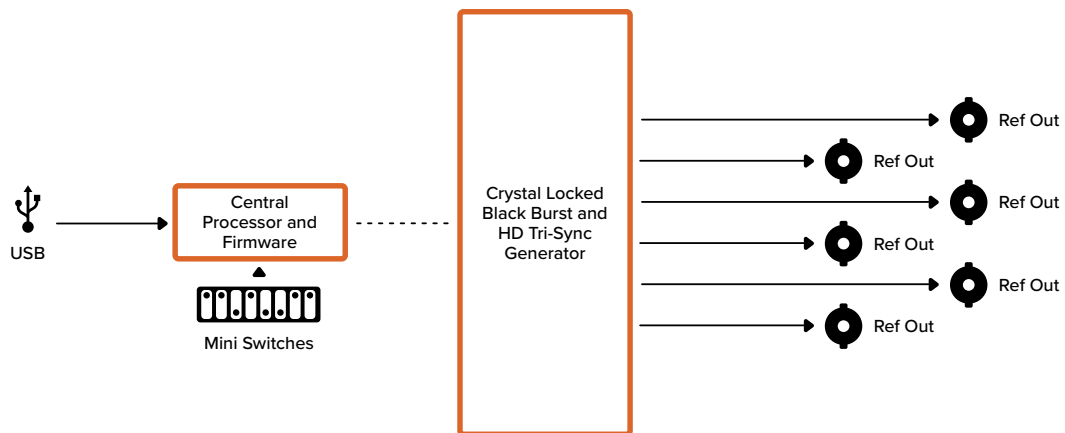 USB
Central
Processor and
Firmware
Mini Switches
Crystal Locked
Black Burst and
HD Tri-Sync
Generator
Ref Out
Ref Out
Ref Out
Ref Out
Ref Out
Ref Out